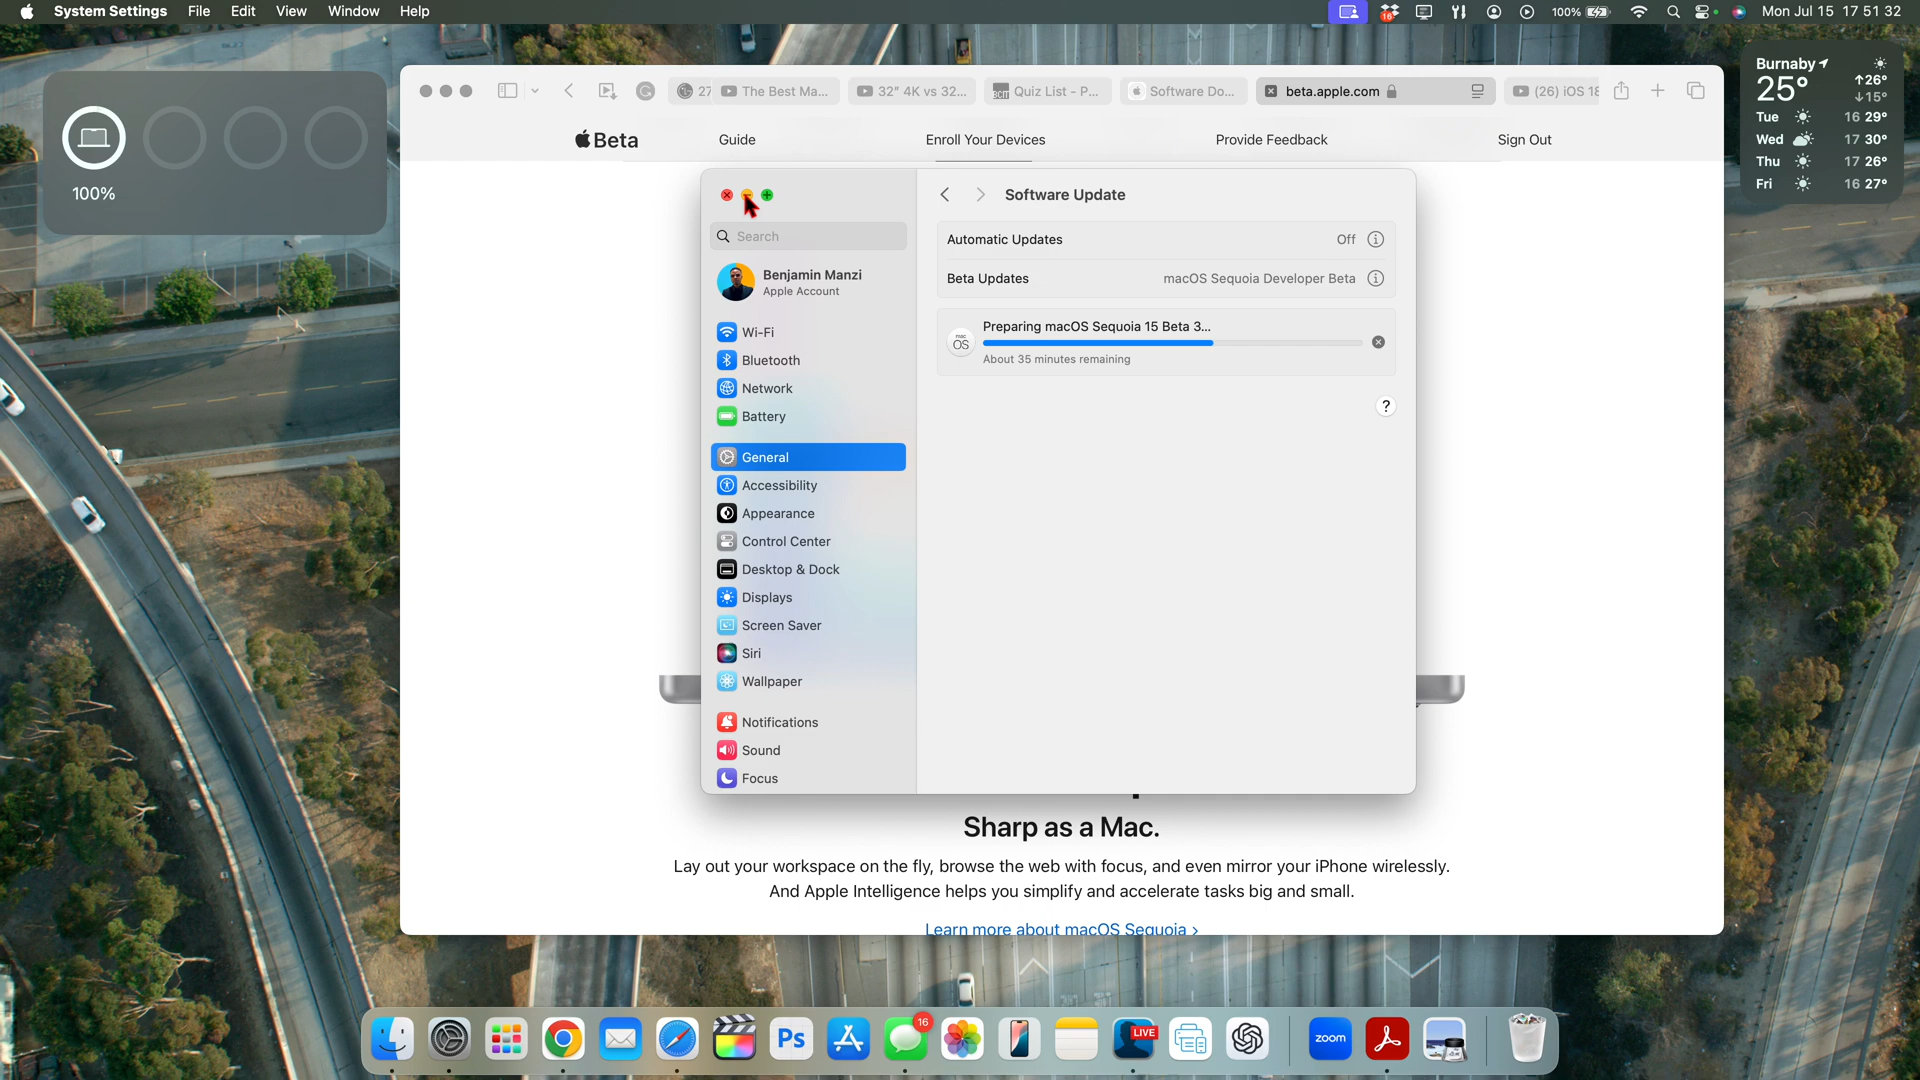 System Settings File Edit View Window Help
16
100%
Mon Jul 15 17 51 32
100%
27
The Best Ma...
32" 4K vs 32...
BCIT
Quiz List - P...
Software Do...
beta.apple.com
(26) iOS 18
Beta
Guide
Enroll Your Devices
Provide Feedback
Sign Out
Burnaby
25°
↑26°
↓15°
Tue 16 29°
Wed 17 30°
Thu 17 26°
Fri 16 27°
Search
Benjamin Manzi
Apple Account
Wi-Fi
Bluetooth
Network
Battery
General
Accessibility
Appearance
Control Center
Desktop & Dock
Displays
Screen Saver
Siri
Wallpaper
Notifications
Sound
Focus
Software Update
Automatic Updates Off
Beta Updates macOS Sequoia Developer Beta
mac
OS
Preparing macOS Sequoia 15 Beta 3...
About 35 minutes remaining
?
Sharp as a Mac.
Lay out your workspace on the fly, browse the web with focus, and even mirror your iPhone wirelessly.
And Apple Intelligence helps you simplify and accelerate tasks big and small.
Learn more about macOS Sequoia >
Ps
16
LIVE
zoom